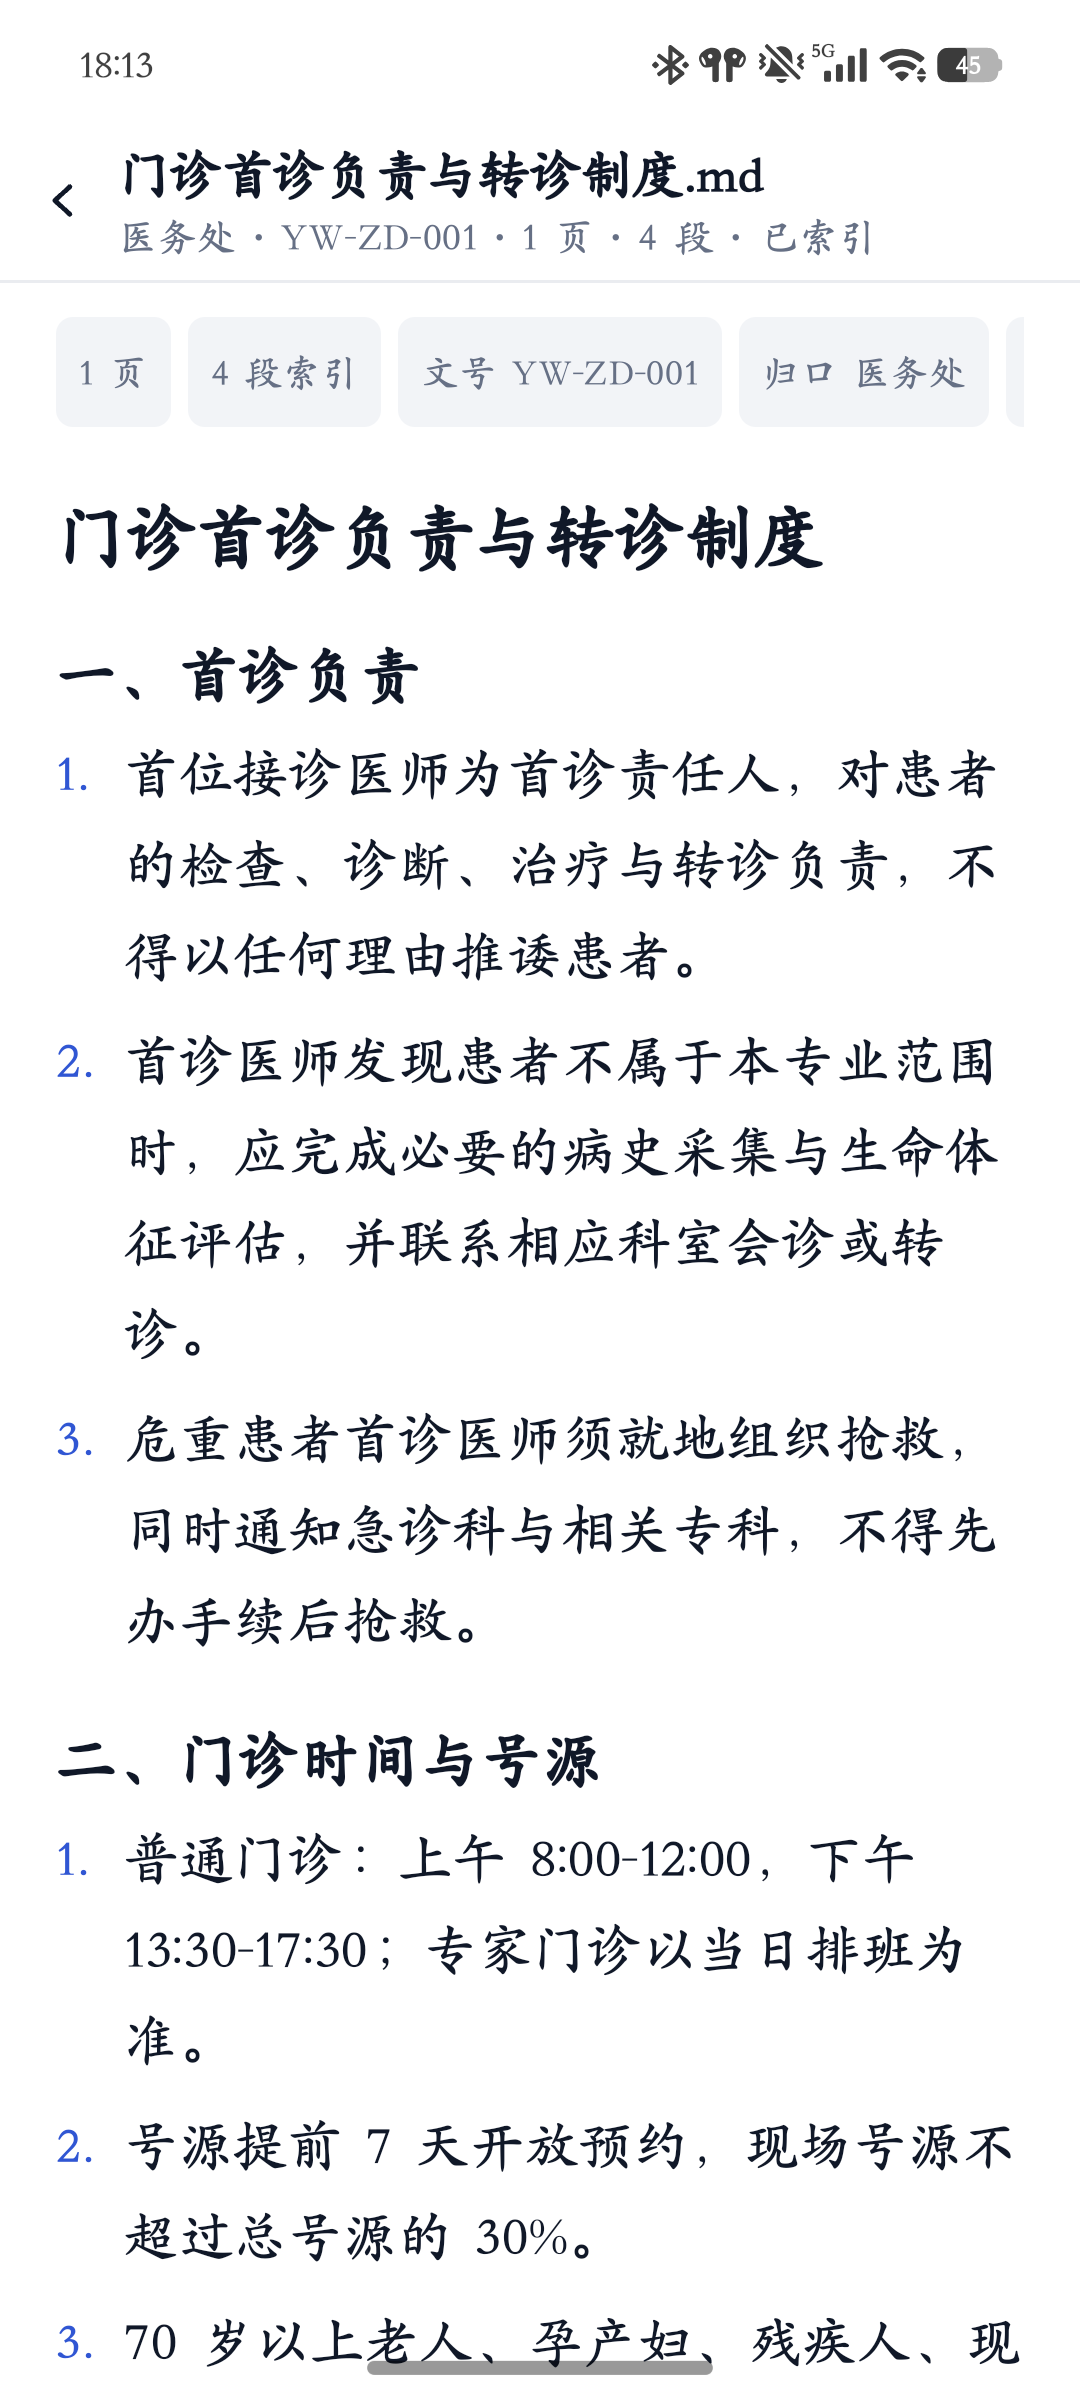 18:13
5G
45
门诊首诊负责与转诊制度.md
医务处 · YW-ZD-001 · 1 页 · 4 段 · 已索引
1 页
4 段索引
文号 YW-ZD-001
归口 医务处
门诊首诊负责与转诊制度
一、首诊负责
1. 首位接诊医师为首诊责任人，对患者
的检查、诊断、治疗与转诊负责，不
得以任何理由推诿患者。
2. 首诊医师发现患者不属于本专业范围
时，应完成必要的病史采集与生命体
征评估，并联系相应科室会诊或转
诊。
3. 危重患者首诊医师须就地组织抢救，
同时通知急诊科与相关专科，不得先
办手续后抢救。
二、门诊时间与号源
1. 普通门诊：上午 8:00-12:00，下午
13:30-17:30；专家门诊以当日排班为
准。
2. 号源提前 7 天开放预约，现场号源不
超过总号源的 30%。
3. 70 岁以上老人、孕产妇、残疾人、现